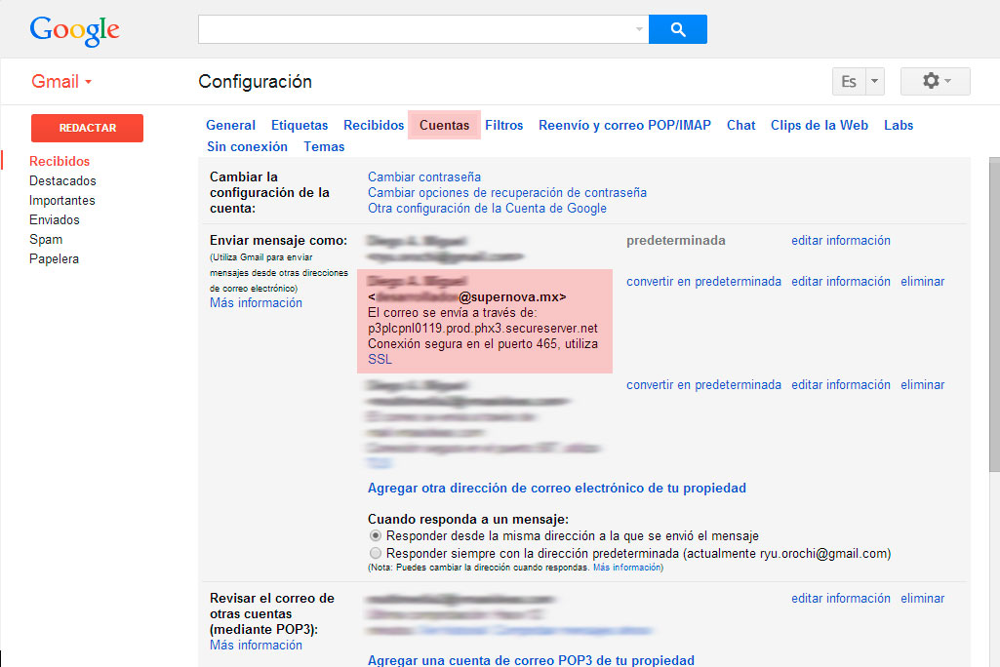 Google
Gmail
Configuración
Es
REDACTAR
General Etiquetas Recibidos Cuentas Filtros Reenvío y correo POP/IMAP Chat Clips de la Web Labs
Sin conexión Temas
Recibidos
Destacados
Importantes
Enviados
Spam
Papelera
Cambiar la
configuración de la
cuenta:
Cambiar contraseña
Cambiar opciones de recuperación de contraseña
Otra configuración de la Cuenta de Google
Enviar mensaje como:
(Utiliza Gmail para enviar
mensajes desde otras direcciones
de correo electrónico)
Más información
predeterminada editar información
@supernova.mx>
El correo se envía a través de:
p3plcpnl0119.prod.phx3.secureserver.net
Conexión segura en el puerto 465, utiliza
SSL
convertir en predeterminada editar información eliminar
convertir en predeterminada editar información eliminar
Agregar otra dirección de correo electrónico de tu propiedad
Cuando responda a un mensaje:
Responder desde la misma dirección a la que se envió el mensaje
Responder siempre con la dirección predeterminada (actualmente ryu.orochi@gmail.com)
(Nota: Puedes cambiar la dirección cuando respondas. Más información)
Revisar el correo de
otras cuentas
(mediante POP3):
Más información
editar información eliminar
Agregar una cuenta de correo POP3 de tu propiedad